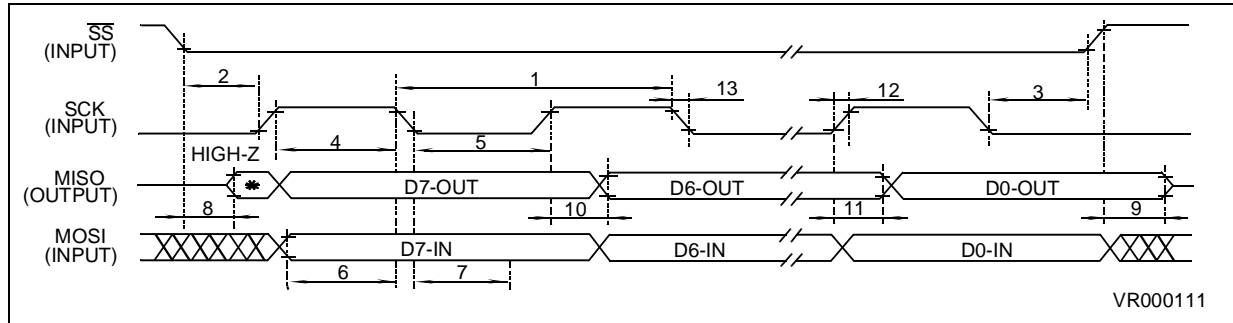 SS
(INPUT)
2
1
13
12
3
SCK
(INPUT)
HIGH-Z
4
5
MISO
(OUTPUT)
*
D7-OUT
D6-OUT
D0-OUT
8
10
11
9
MOSI
(INPUT)
D7-IN
D6-IN
D0-IN
6
7
VR000111